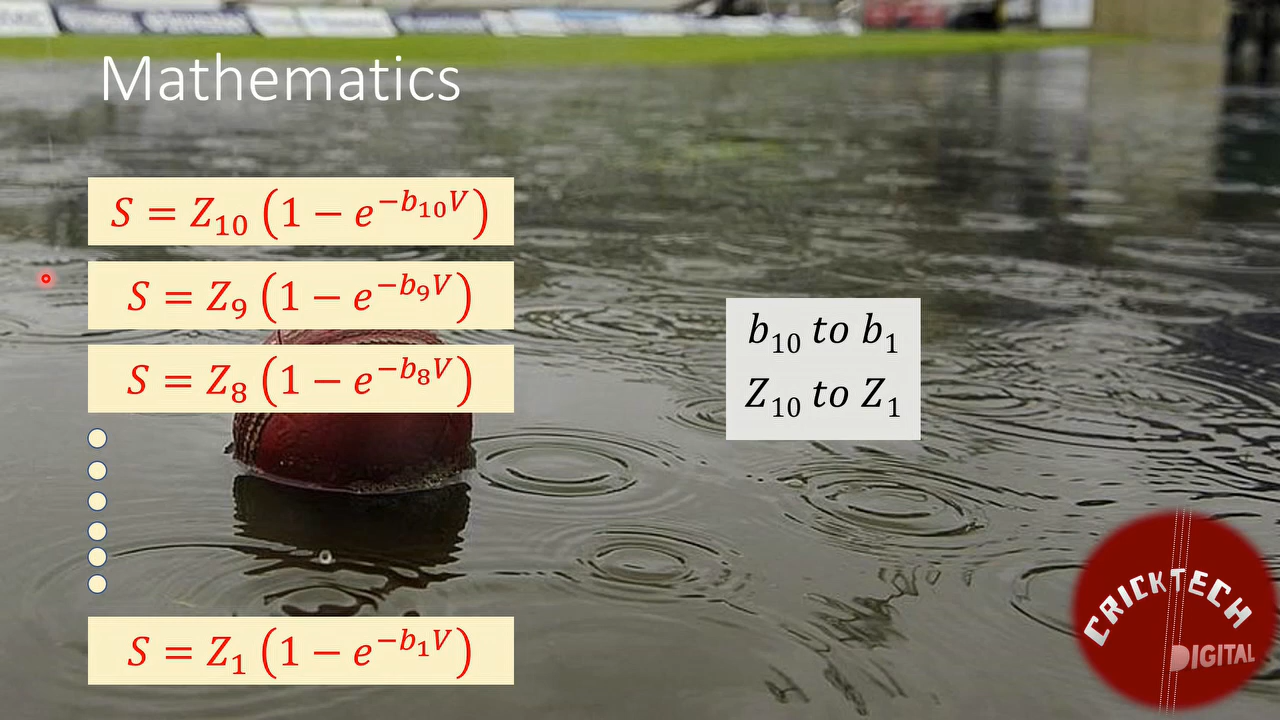 Mathematics
S = Z₁₀ (1 − e^{−b₁₀V})
S = Z₉ (1 − e^{−b₉V})
S = Z₈ (1 − e^{−b₈V})
S = Z₁ (1 − e^{−b₁V})
b₁₀ to b₁
Z₁₀ to Z₁
CRICKTECH
DIGITAL